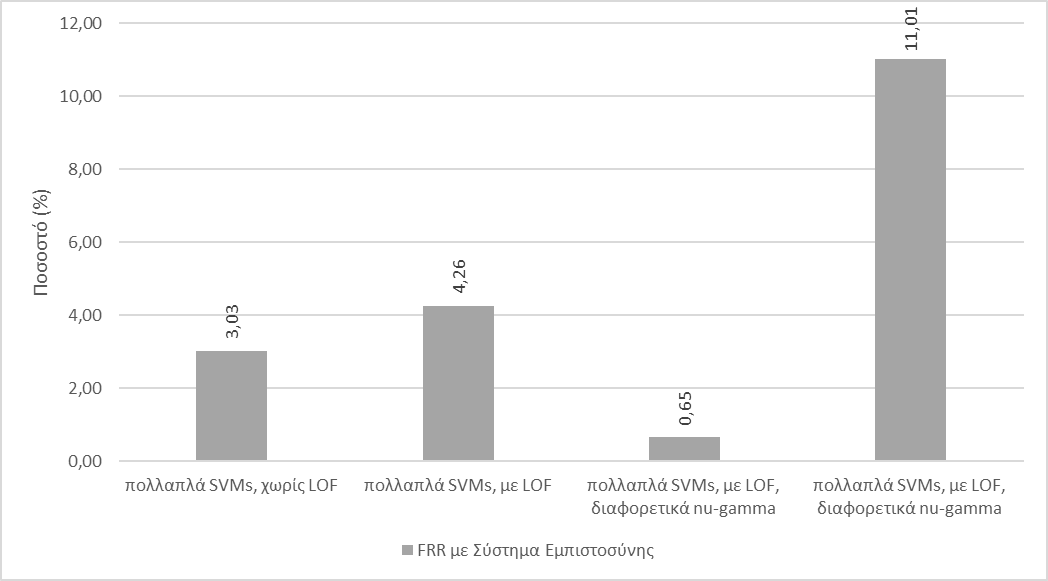 12,00
10,00
8,00
6,00
4,00
2,00
0,00
Ποσοστό (%)
3,03
4,26
0,65
11,01
πολλαπλά SVMs, χωρίς LOF
πολλαπλά SVMs, με LOF
πολλαπλά SVMs, με LOF,
διαφορετικά nu-gamma
πολλαπλά SVMs, με LOF,
διαφορετικά nu-gamma
FRR με Σύστημα Εμπιστοσύνης